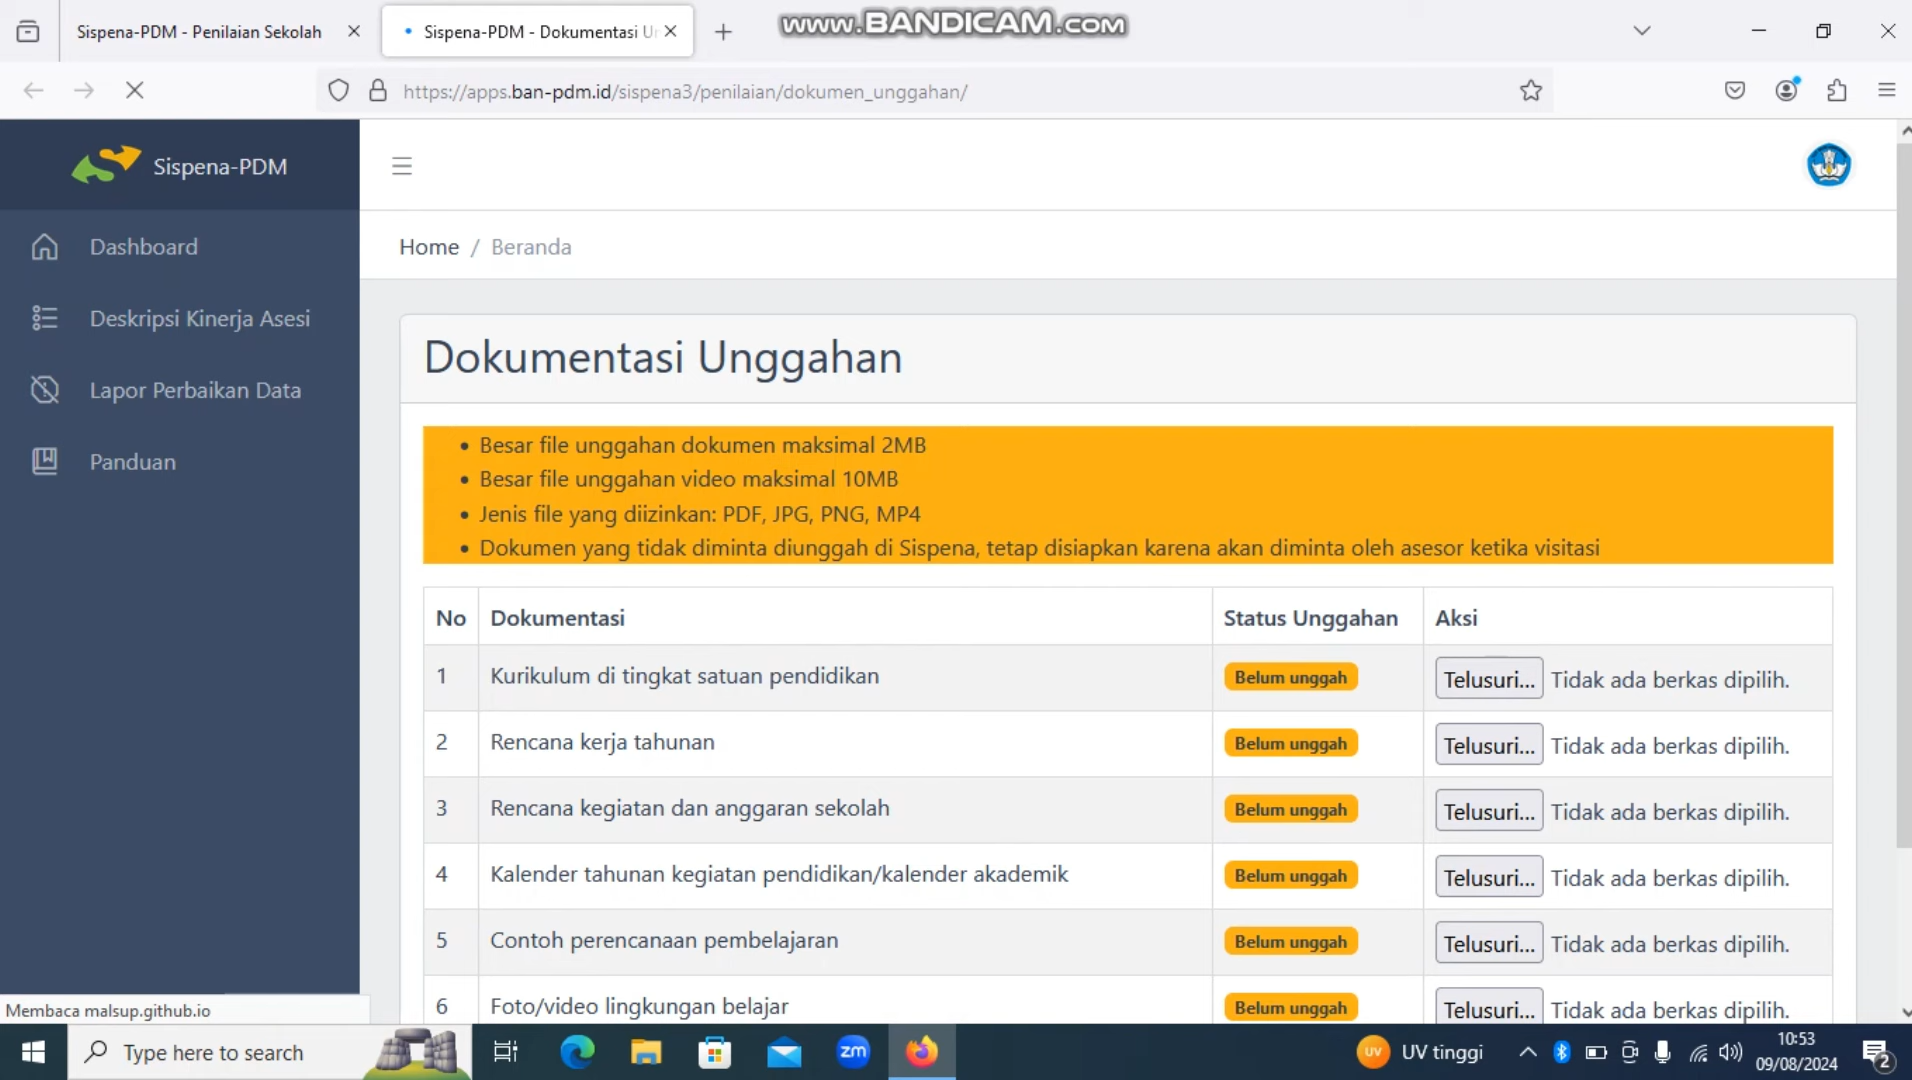 Sispena-PDM - Penilaian Sekolah
Sispena-PDM - Dokumentasi Un
www.BANDICAM.com
https://apps.ban-pdm.id/sispena3/penilaian/dokumen_unggahan/
Sispena-PDM
Dashboard
Deskripsi Kinerja Asesi
Lapor Perbaikan Data
Panduan
Home / Beranda
Dokumentasi Unggahan
• Besar file unggahan dokumen maksimal 2MB
• Besar file unggahan video maksimal 10MB
• Jenis file yang diizinkan: PDF, JPG, PNG, MP4
• Dokumen yang tidak diminta diunggah di Sispena, tetap disiapkan karena akan diminta oleh asesor ketika visitasi
No Dokumentasi Status Unggahan Aksi
1 Kurikulum di tingkat satuan pendidikan Belum unggah Telusuri... Tidak ada berkas dipilih.
2 Rencana kerja tahunan Belum unggah Telusuri... Tidak ada berkas dipilih.
3 Rencana kegiatan dan anggaran sekolah Belum unggah Telusuri... Tidak ada berkas dipilih.
4 Kalender tahunan kegiatan pendidikan/kalender akademik Belum unggah Telusuri... Tidak ada berkas dipilih.
5 Contoh perencanaan pembelajaran Belum unggah Telusuri... Tidak ada berkas dipilih.
6 Foto/video lingkungan belajar Belum unggah Telusuri... Tidak ada berkas dipilih.
Membaca malsup.github.io
Type here to search
zm
UV
UV tinggi
10:53
09/08/2024
2